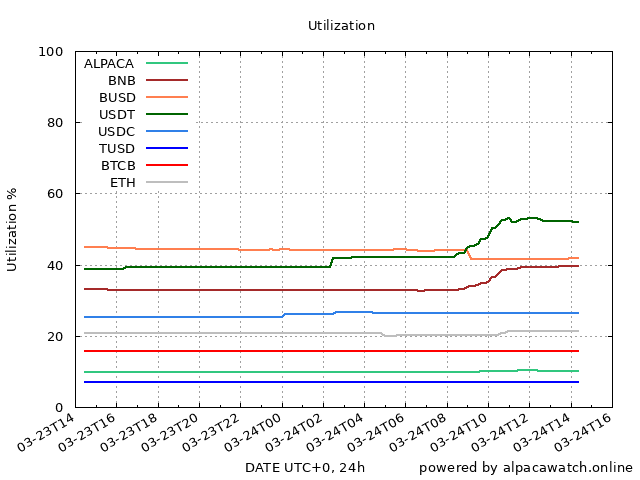 Utilization
100
80
60
40
20
0
Utilization %
ALPACA
BNB
BUSD
USDT
USDC
TUSD
BTCB
ETH
03-23T14
03-23T16
03-23T18
03-23T20
03-23T22
03-24T00
03-24T02
03-24T04
03-24T06
03-24T08
03-24T10
03-24T12
03-24T14
03-24T16
DATE UTC+0, 24h
powered by alpacawatch.online